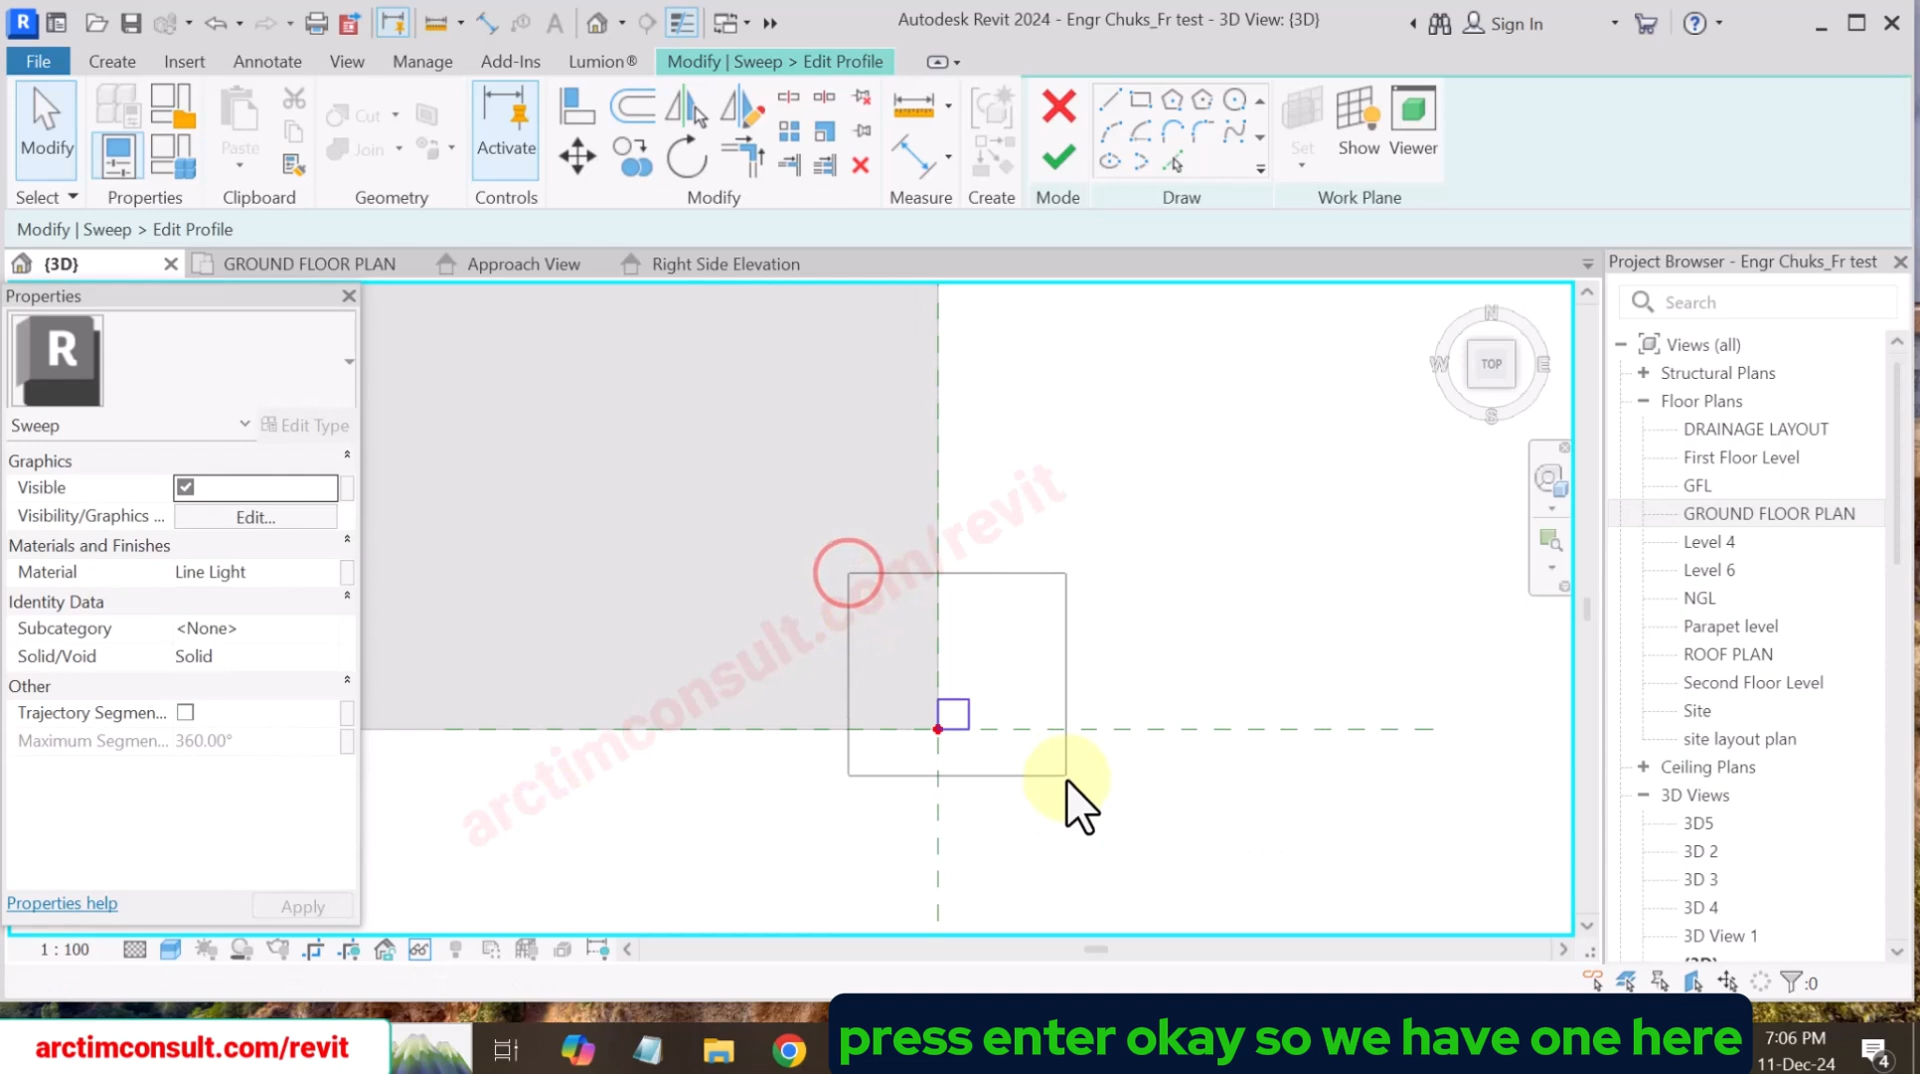 Autodesk Revit 2024 - Engr Chuks_Fr test - 3D View: {3D}
Sign In
File
Create
Insert
Annotate
View
Manage
Add-Ins
Lumion®
Modify | Sweep > Edit Profile
Modify
Paste
Cut
Join
Activate
Set
Show
Viewer
Select
Properties
Clipboard
Geometry
Controls
Modify
Measure
Create
Mode
Draw
Work Plane
Modify | Sweep > Edit Profile
{3D}
GROUND FLOOR PLAN
Approach View
Right Side Elevation
Project Browser - Engr Chuks_Fr test
Properties
R
Sweep
Edit Type
Graphics
Visible
Visibility/Graphics ...
Edit...
Materials and Finishes
Material
Line Light
Identity Data
Subcategory
<None>
Solid/Void
Solid
Other
Trajectory Segmen...
Maximum Segmen...
360.00°
Properties help
Apply
N
W
TOP
E
S
arctimconsult.com/revit
Search
Views (all)
Structural Plans
Floor Plans
DRAINAGE LAYOUT
First Floor Level
GFL
GROUND FLOOR PLAN
Level 4
Level 6
NGL
Parapet level
ROOF PLAN
Second Floor Level
Site
site layout plan
Ceiling Plans
3D Views
3D5
3D 2
3D 3
3D 4
3D View 1
1 : 100
:0
arctimconsult.com/revit
press enter okay so we have one here
7:06 PM
11-Dec-24
4